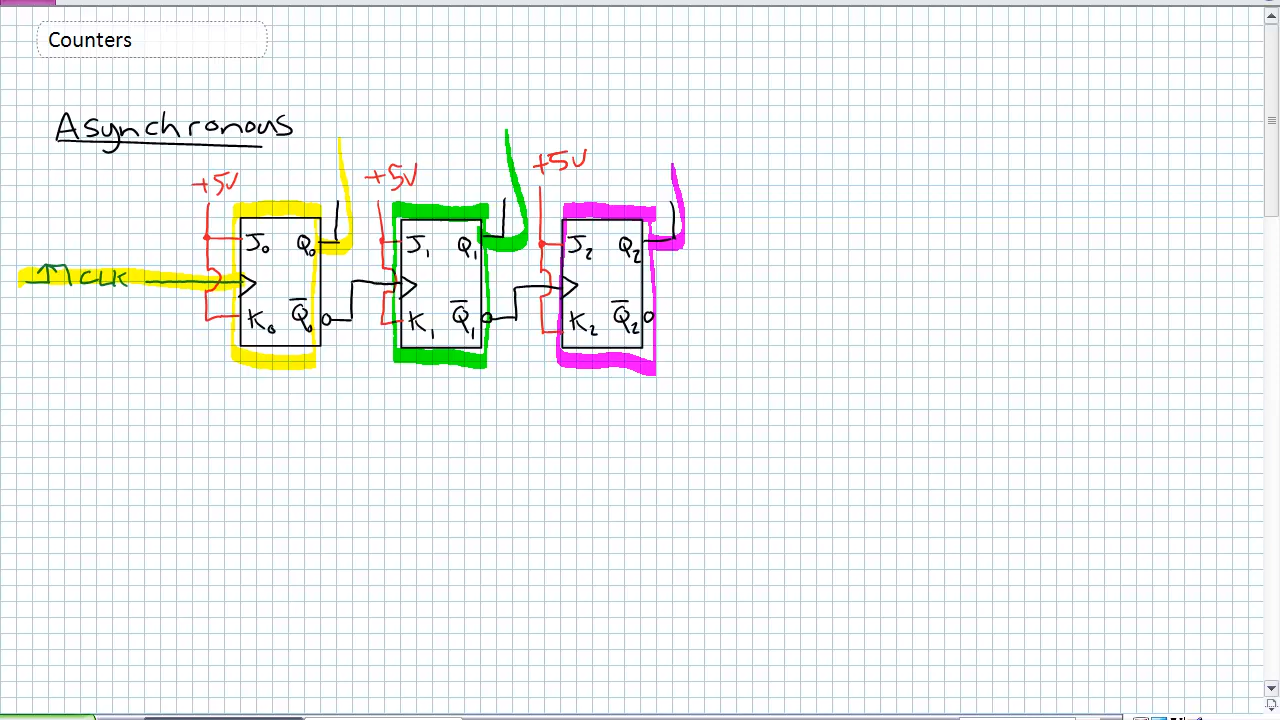 Counters
Asynchronous
+5V +5V +5V
J₀ Q₀ J₁ Q₁ J₂ Q₂
CLK
K₀ Q̅₀ K₁ Q̅₁ K₂ Q̅₂